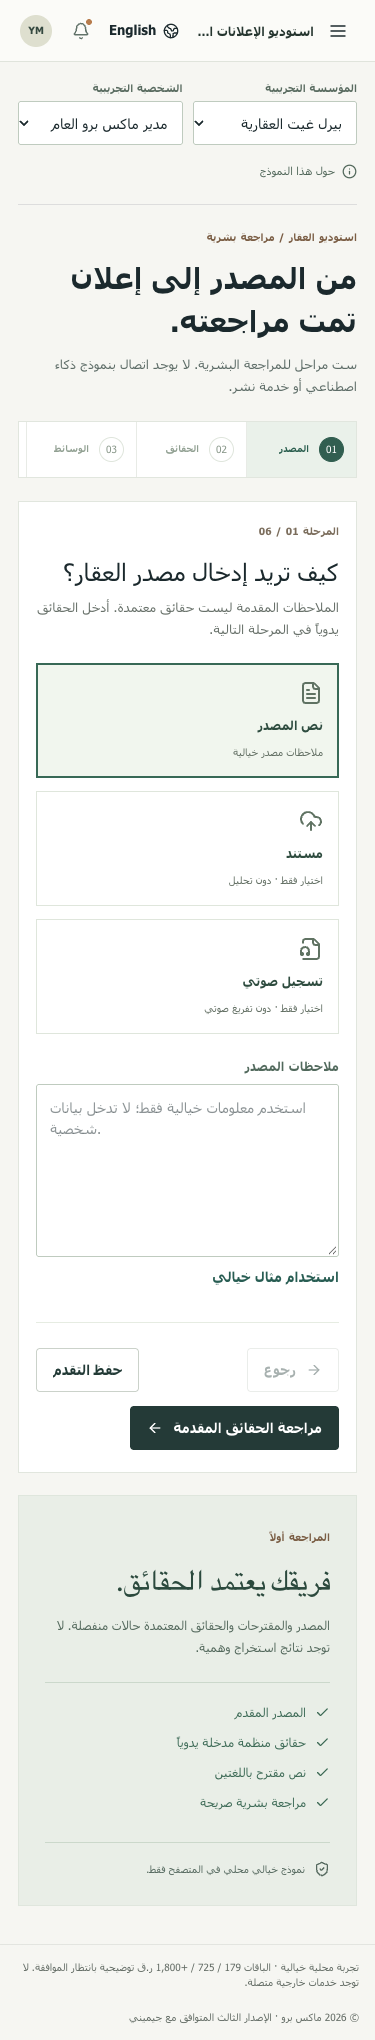 استوديو الإعلانات ا...
English
YM
المؤسسة التجريبية
الشخصية التجريبية
بيرل غيت العقارية
مدير ماكس برو العام
حول هذا النموذج
استوديو العقار / مراجعة بشرية
من المصدر إلى إعلان
تمت مراجعته.
ست مراحل للمراجعة البشرية. لا يوجد اتصال بنموذج ذكاء
اصطناعي أو خدمة نشر.
01 المصدر
02 الحقائق
03 الوسائط
المرحلة 01 / 06
كيف تريد إدخال مصدر العقار؟
الملاحظات المقدمة ليست حقائق معتمدة. أدخل الحقائق
يدوياً في المرحلة التالية.
نص المصدر
ملاحظات مصدر خيالية
مستند
اختيار فقط · دون تحليل
تسجيل صوتي
اختيار فقط · دون تفريغ صوتي
ملاحظات المصدر
استخدم معلومات خيالية فقط؛ لا تدخل بيانات
شخصية.
استخدام مثال خيالي
رجوع
حفظ التقدم
مراجعة الحقائق المقدمة
المراجعة أولاً
فريقك يعتمد الحقائق.
المصدر والمقترحات والحقائق المعتمدة حالات منفصلة. لا
توجد نتائج استخراج وهمية.
المصدر المقدم
حقائق منظمة مدخلة يدوياً
نص مقترح باللغتين
مراجعة بشرية صريحة
نموذج خيالي محلي في المتصفح فقط.
تجربة محلية خيالية · الباقات 179 / 725 / +1,800 ر.ق توضيحية بانتظار الموافقة. لا
توجد خدمات خارجية متصلة.
© 2026 ماكس برو · الإصدار الثالث المتوافق مع جيميني